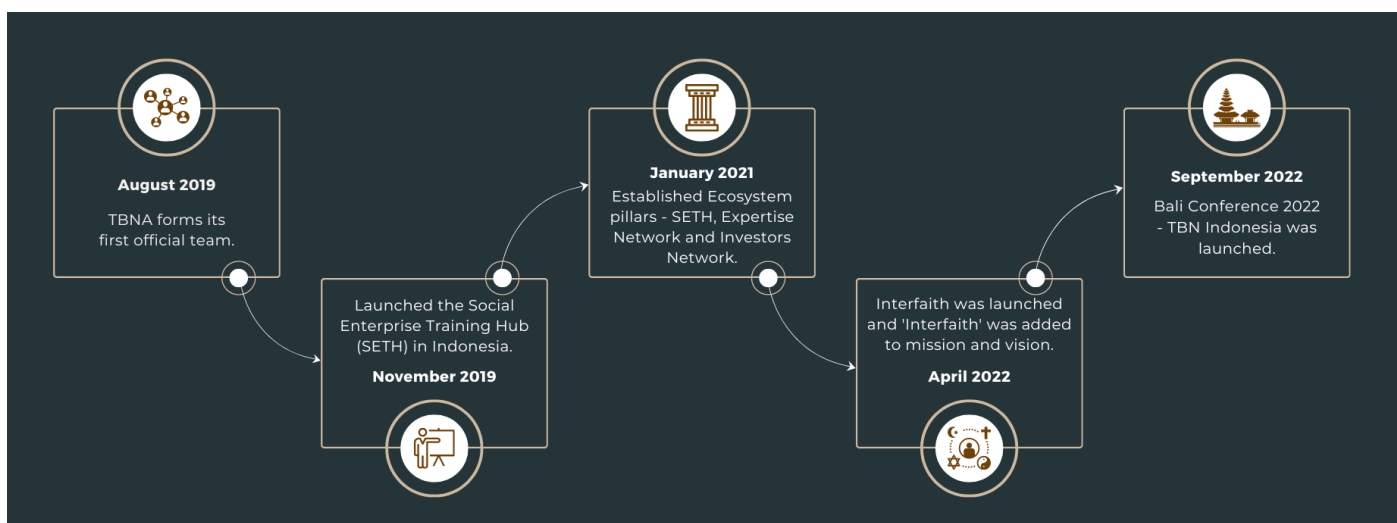 August 2019
TBNA forms its
first official team.
Launched the Social
Enterprise Training Hub
(SETH) in Indonesia.
November 2019
January 2021
Established Ecosystem
pillars - SETH, Expertise
Network and Investors
Network.
Interfaith was launched
and 'Interfaith' was added
to mission and vision.
April 2022
September 2022
Bali Conference 2022
- TBN Indonesia was
launched.